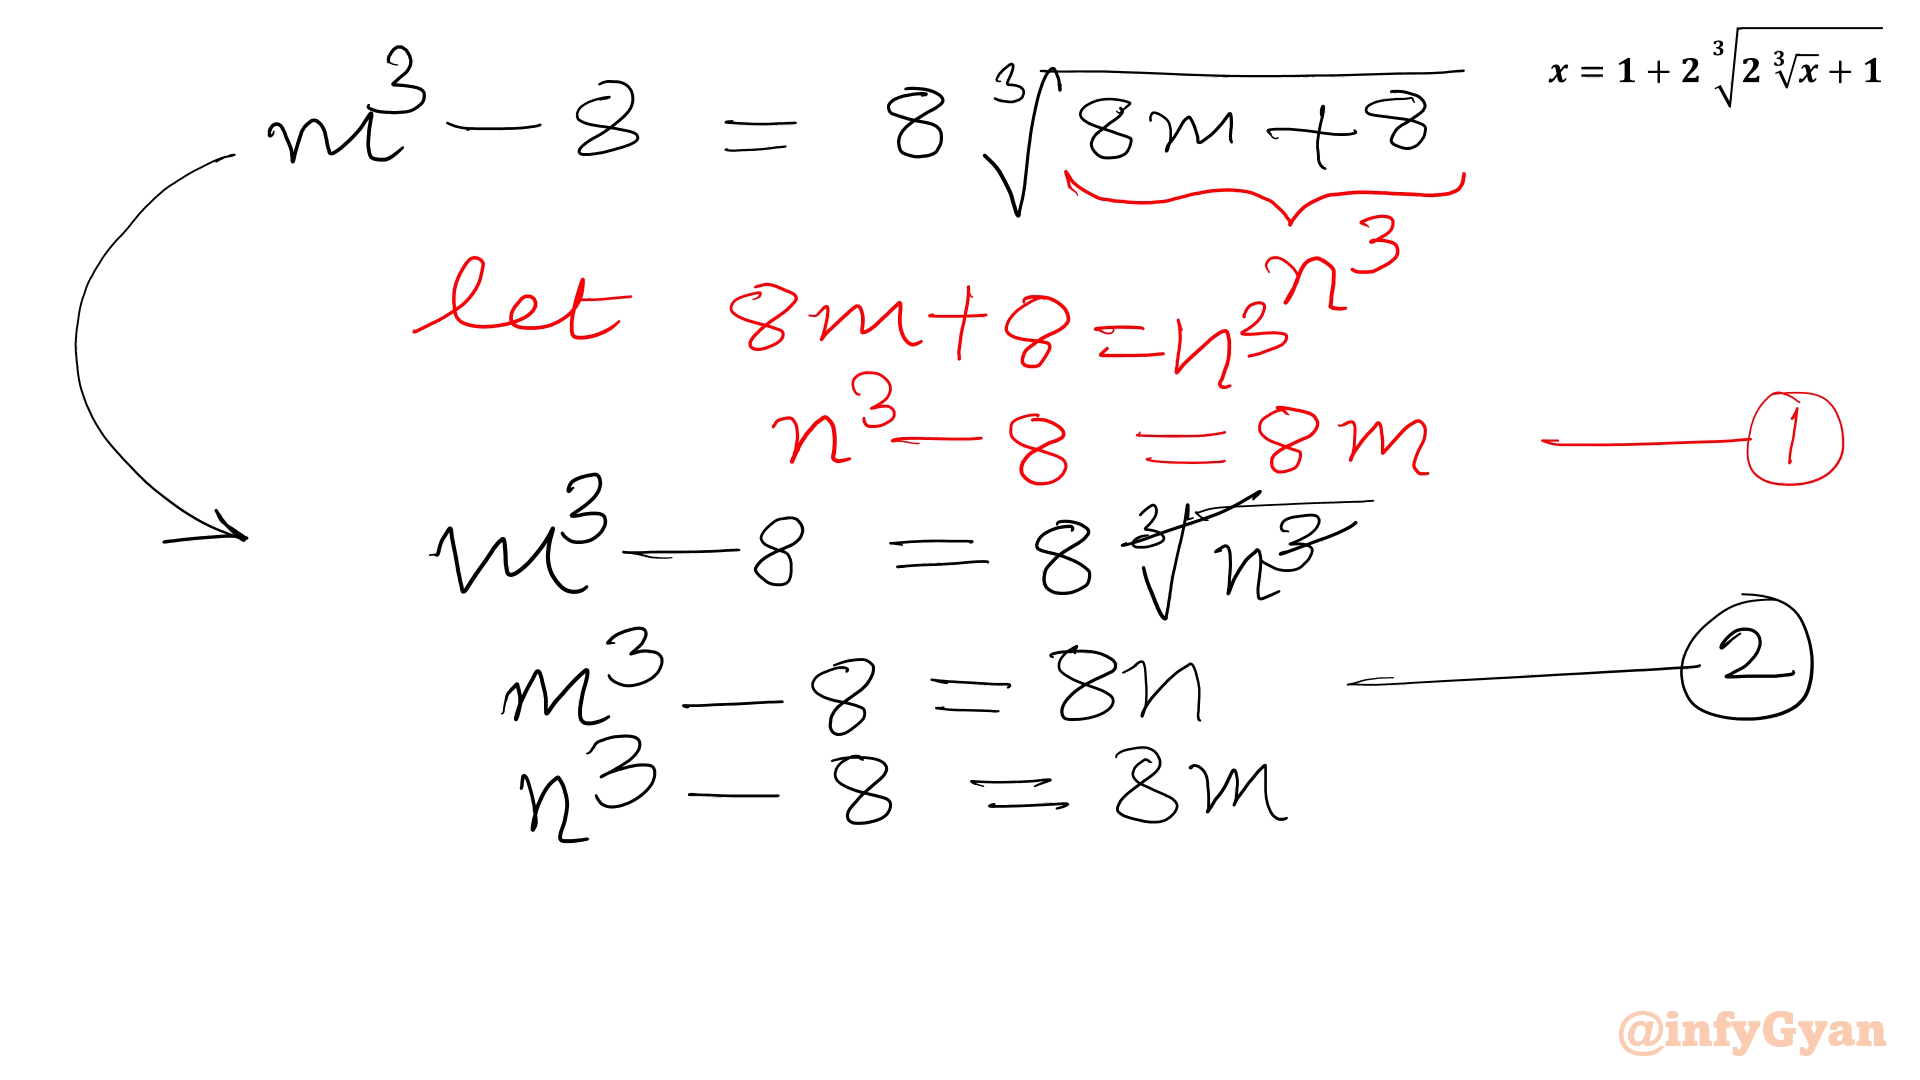 x = 1 + 2 ∛(2 ∛x + 1)
m³ − 8 = 8 ∛(8m + 8)
n³
let 8m + 8 = n³
n³ − 8 = 8m ——— ①
m³ − 8 = 8 ∛n³
m³ − 8 = 8n ——— ②
n³ − 8 = 8m
@infyGyan